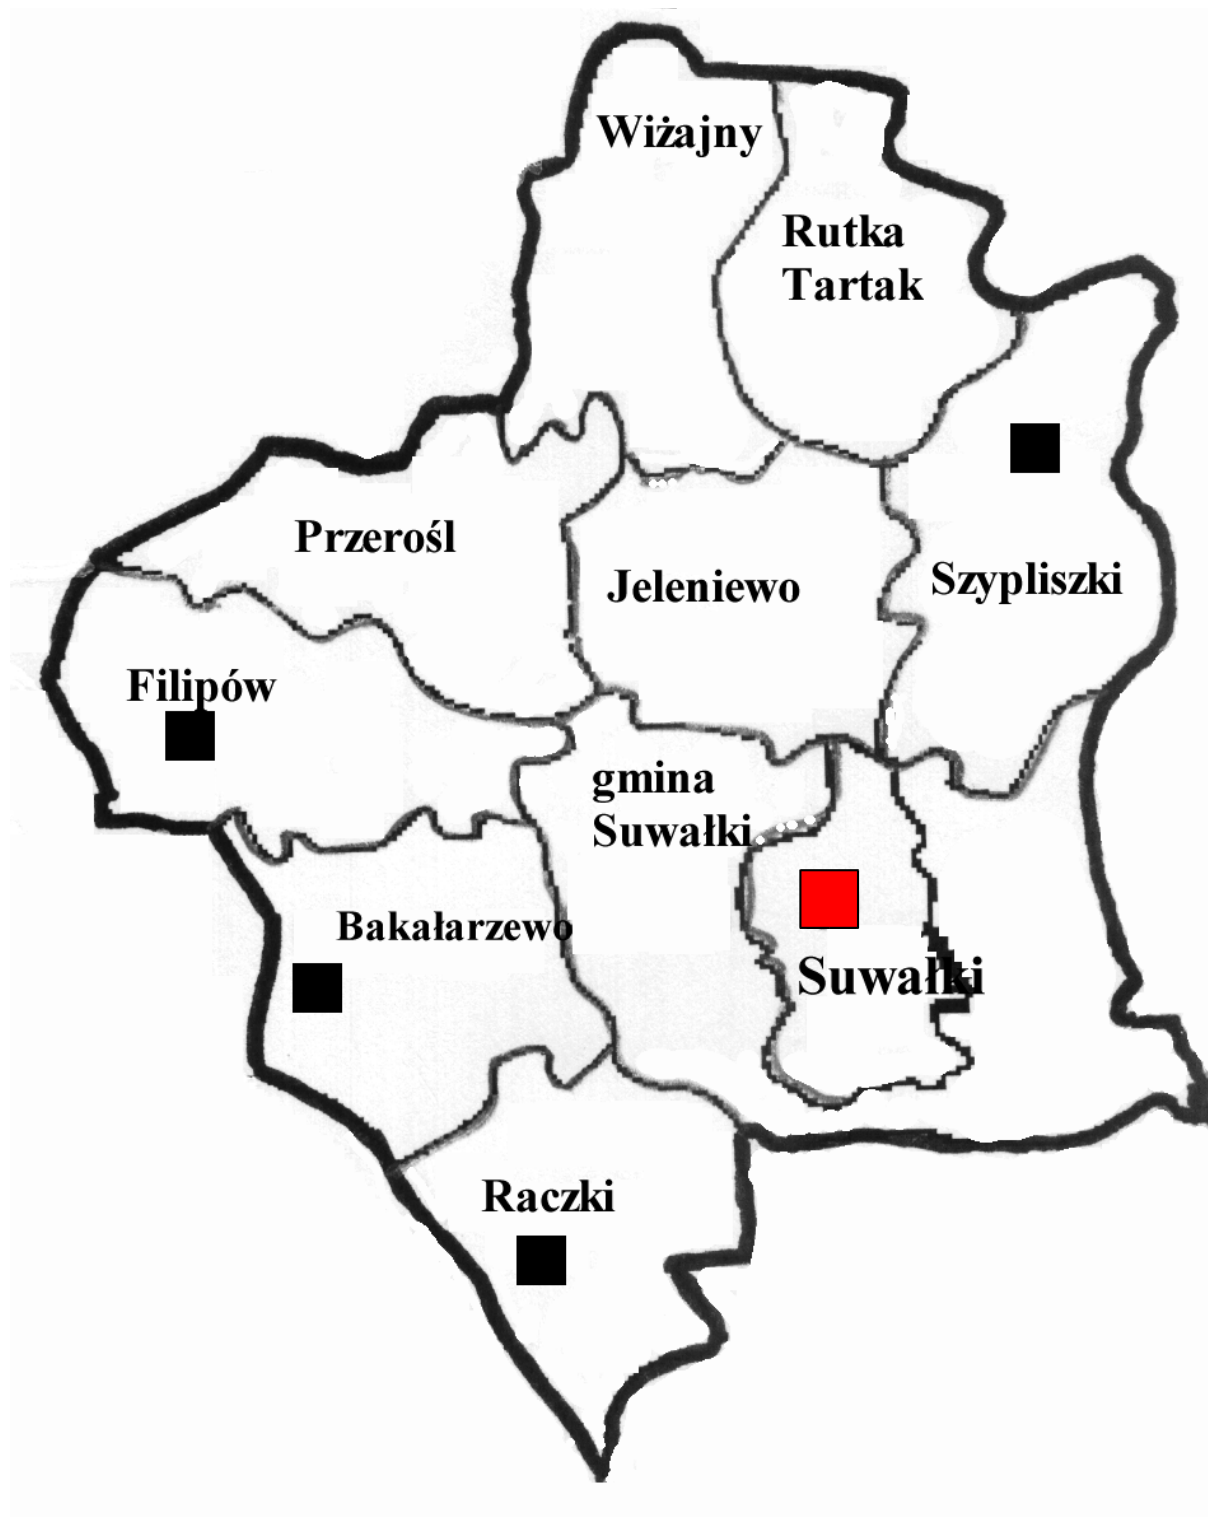 Wiżajny
Rutka
Tartak
Przerośl
Jeleniewo
Szypliszki
Filipów
gmina
Suwałki
Bakałarzewo
Suwałki
Raczki